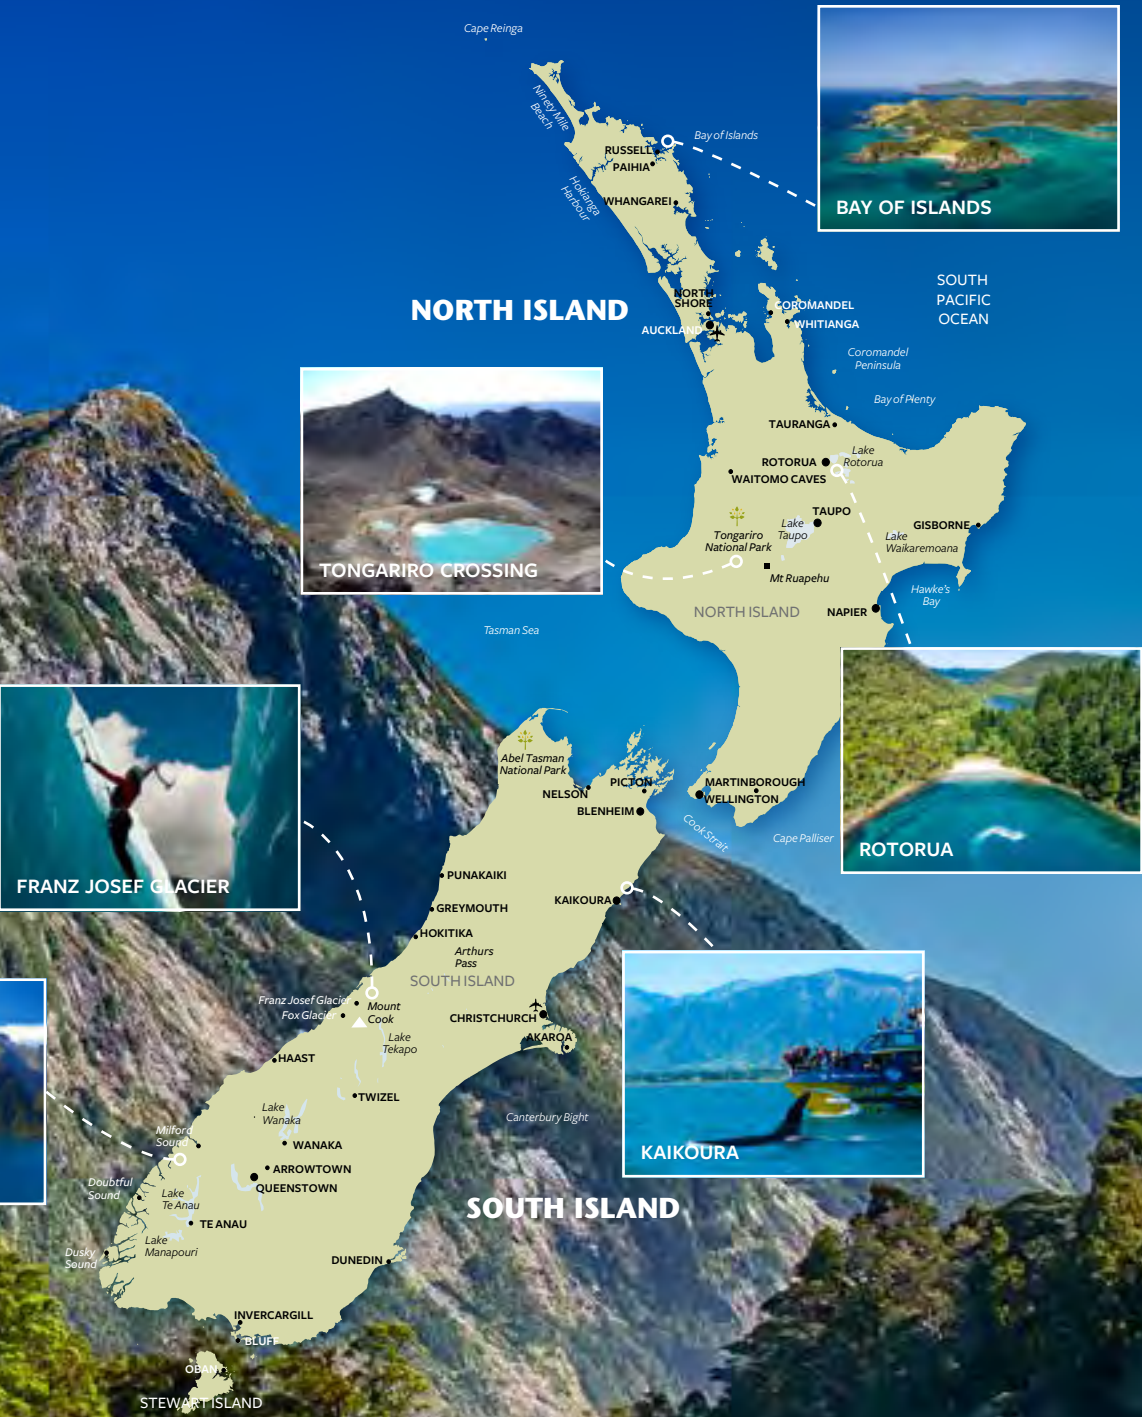 Cape Reinga
Ninety Mile
Beach
Bay of Islands
RUSSELL
PAIHIA
Hokianga
Harbour
WHANGAREI
BAY OF ISLANDS
SOUTH
PACIFIC
OCEAN
NORTH ISLAND
NORTH
SHORE
COROMANDEL
AUCKLAND
WHITIANGA
Coromandel
Peninsula
Bay of Plenty
TAURANGA
ROTORUA
Lake
Rotorua
WAITOMO CAVES
TAUPO
Lake
Taupo
Tongariro
National Park
GISBORNE
Lake
Waikaremoana
TONGARIRO CROSSING
Mt Ruapehu
Hawke's
Bay
NORTH ISLAND
NAPIER
Tasman Sea
Abel Tasman
National Park
PICTON
NELSON
BLENHEIM
MARTINBOROUGH
WELLINGTON
Cook Strait
Cape Palliser
ROTORUA
FRANZ JOSEF GLACIER
PUNAKAIKI
KAIKOURA
GREYMOUTH
HOKITIKA
Arthurs
Pass
SOUTH ISLAND
Franz Josef Glacier
Fox Glacier
Mount
Cook
CHRISTCHURCH
AKAROA
Lake
Tekapo
HAAST
TWIZEL
Lake
Wanaka
Canterbury Bight
Milford
Sound
WANAKA
KAIKOURA
ARROWTOWN
QUEENSTOWN
Doubtful
Sound
Lake
Te Anau
TE ANAU
SOUTH ISLAND
Lake
Manapouri
Dusky
Sound
DUNEDIN
INVERCARGILL
BLUFF
OBAN
STEWART ISLAND